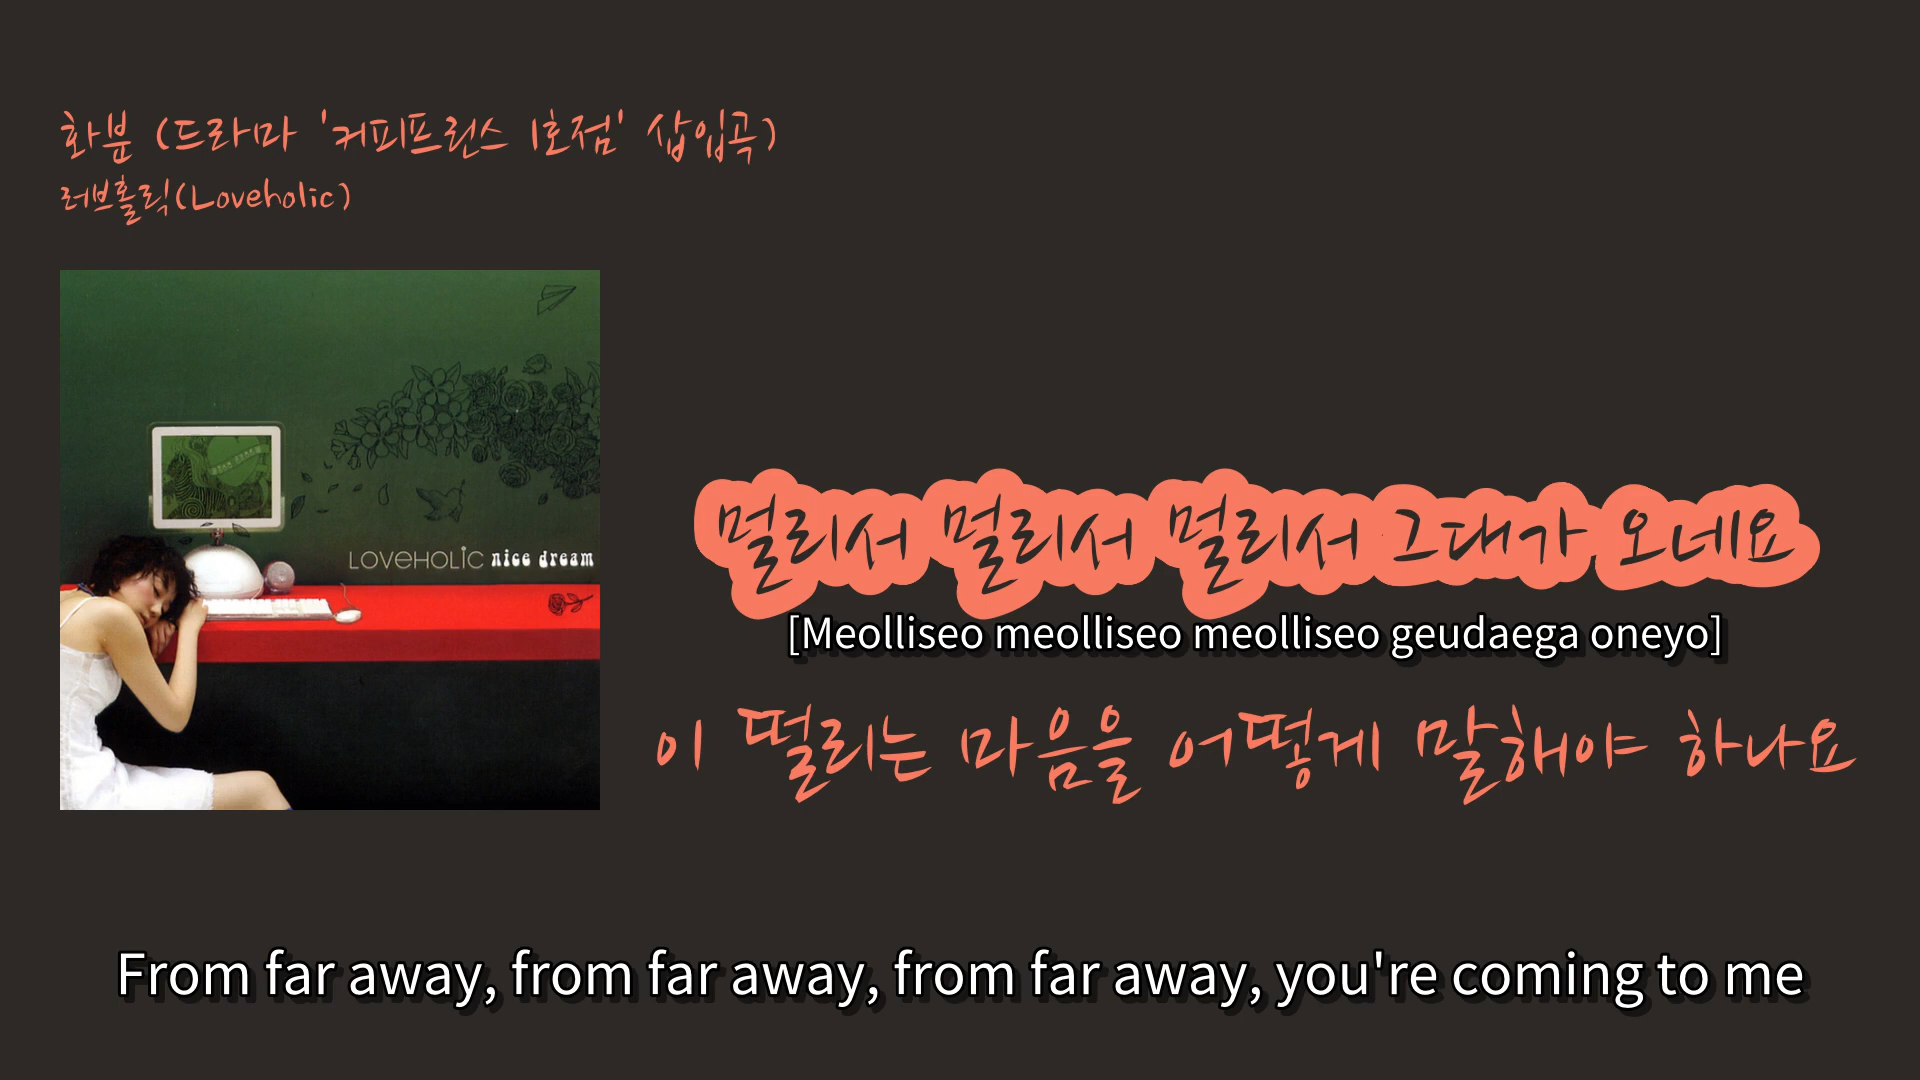 화분 (드라마 '커피프린스 1호점' 삽입곡)
러브홀릭(Loveholic)
LOVEHOLIC nice dream
멀리서 멀리서 멀리서 그대가 오네요
[Meolliseo meolliseo meolliseo geudaega oneyo]
이 떨리는 마음을 어떻게 말해야 하나요
From far away, from far away, from far away, you're coming to me